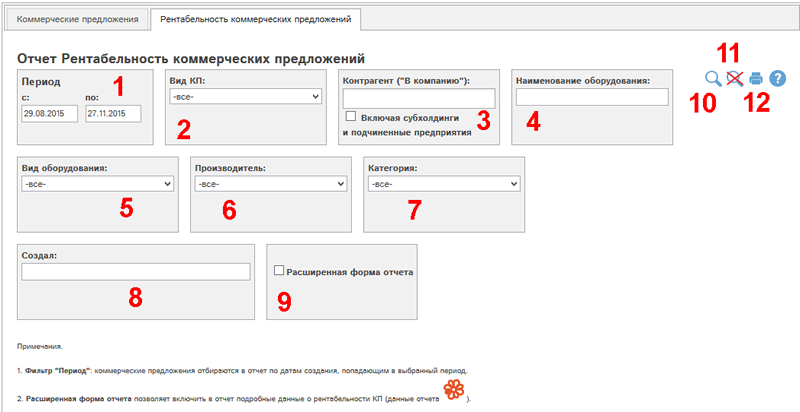 Коммерческие предложения
Рентабельность коммерческих предложений
Отчет Рентабельность коммерческих предложений
11
Период
1
с:
по:
29.08.2015
27.11.2015
Вид КП:
-все-
2
Контрагент ("В компанию"):
Включая субхолдинги
и подчиненные предприятия
3
Наименование оборудования:
4
?
10
12
Вид оборудования:
-все-
5
Производитель:
-все-
6
Категория:
-все-
7
Создал:
8
Расширенная форма отчета
9
Примечания.
1. Фильтр "Период": коммерческие предложения отбираются в отчет по датам создания, попадающим в выбранный период.
2. Расширенная форма отчета позволяет включить в отчет подробные данные о рентабельности КП (данные отчета ).